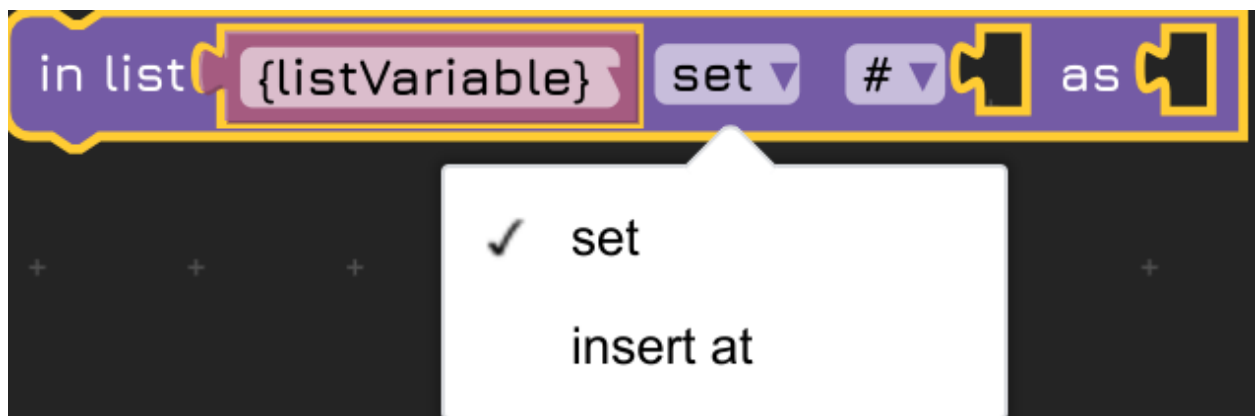 in list {listVariable} set # as
set
insert at